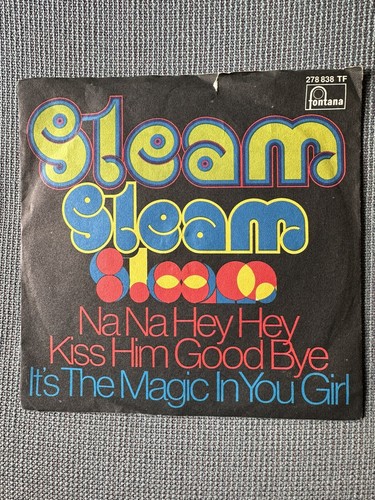 278 838 TF
fontana
Steam
Steam
Steam
Na Na Hey Hey
Kiss Him Good Bye
It's The Magic In You Girl